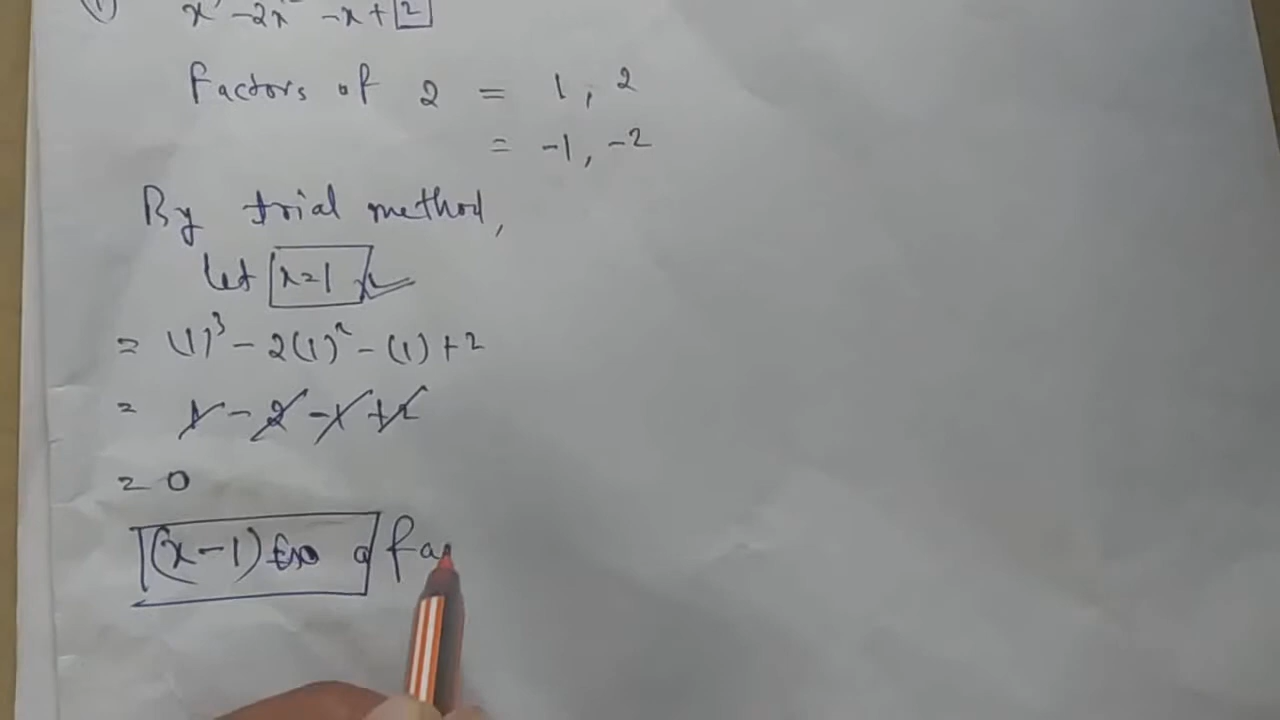 (1) x³ - 2x² - x + 2
Factors of 2 = 1, 2
= -1, -2
By trial method,
let x=1
= (1)³ - 2(1)² - (1) + 2
= 1 - 2 - 1 + 2
= 0
(x-1) a fa